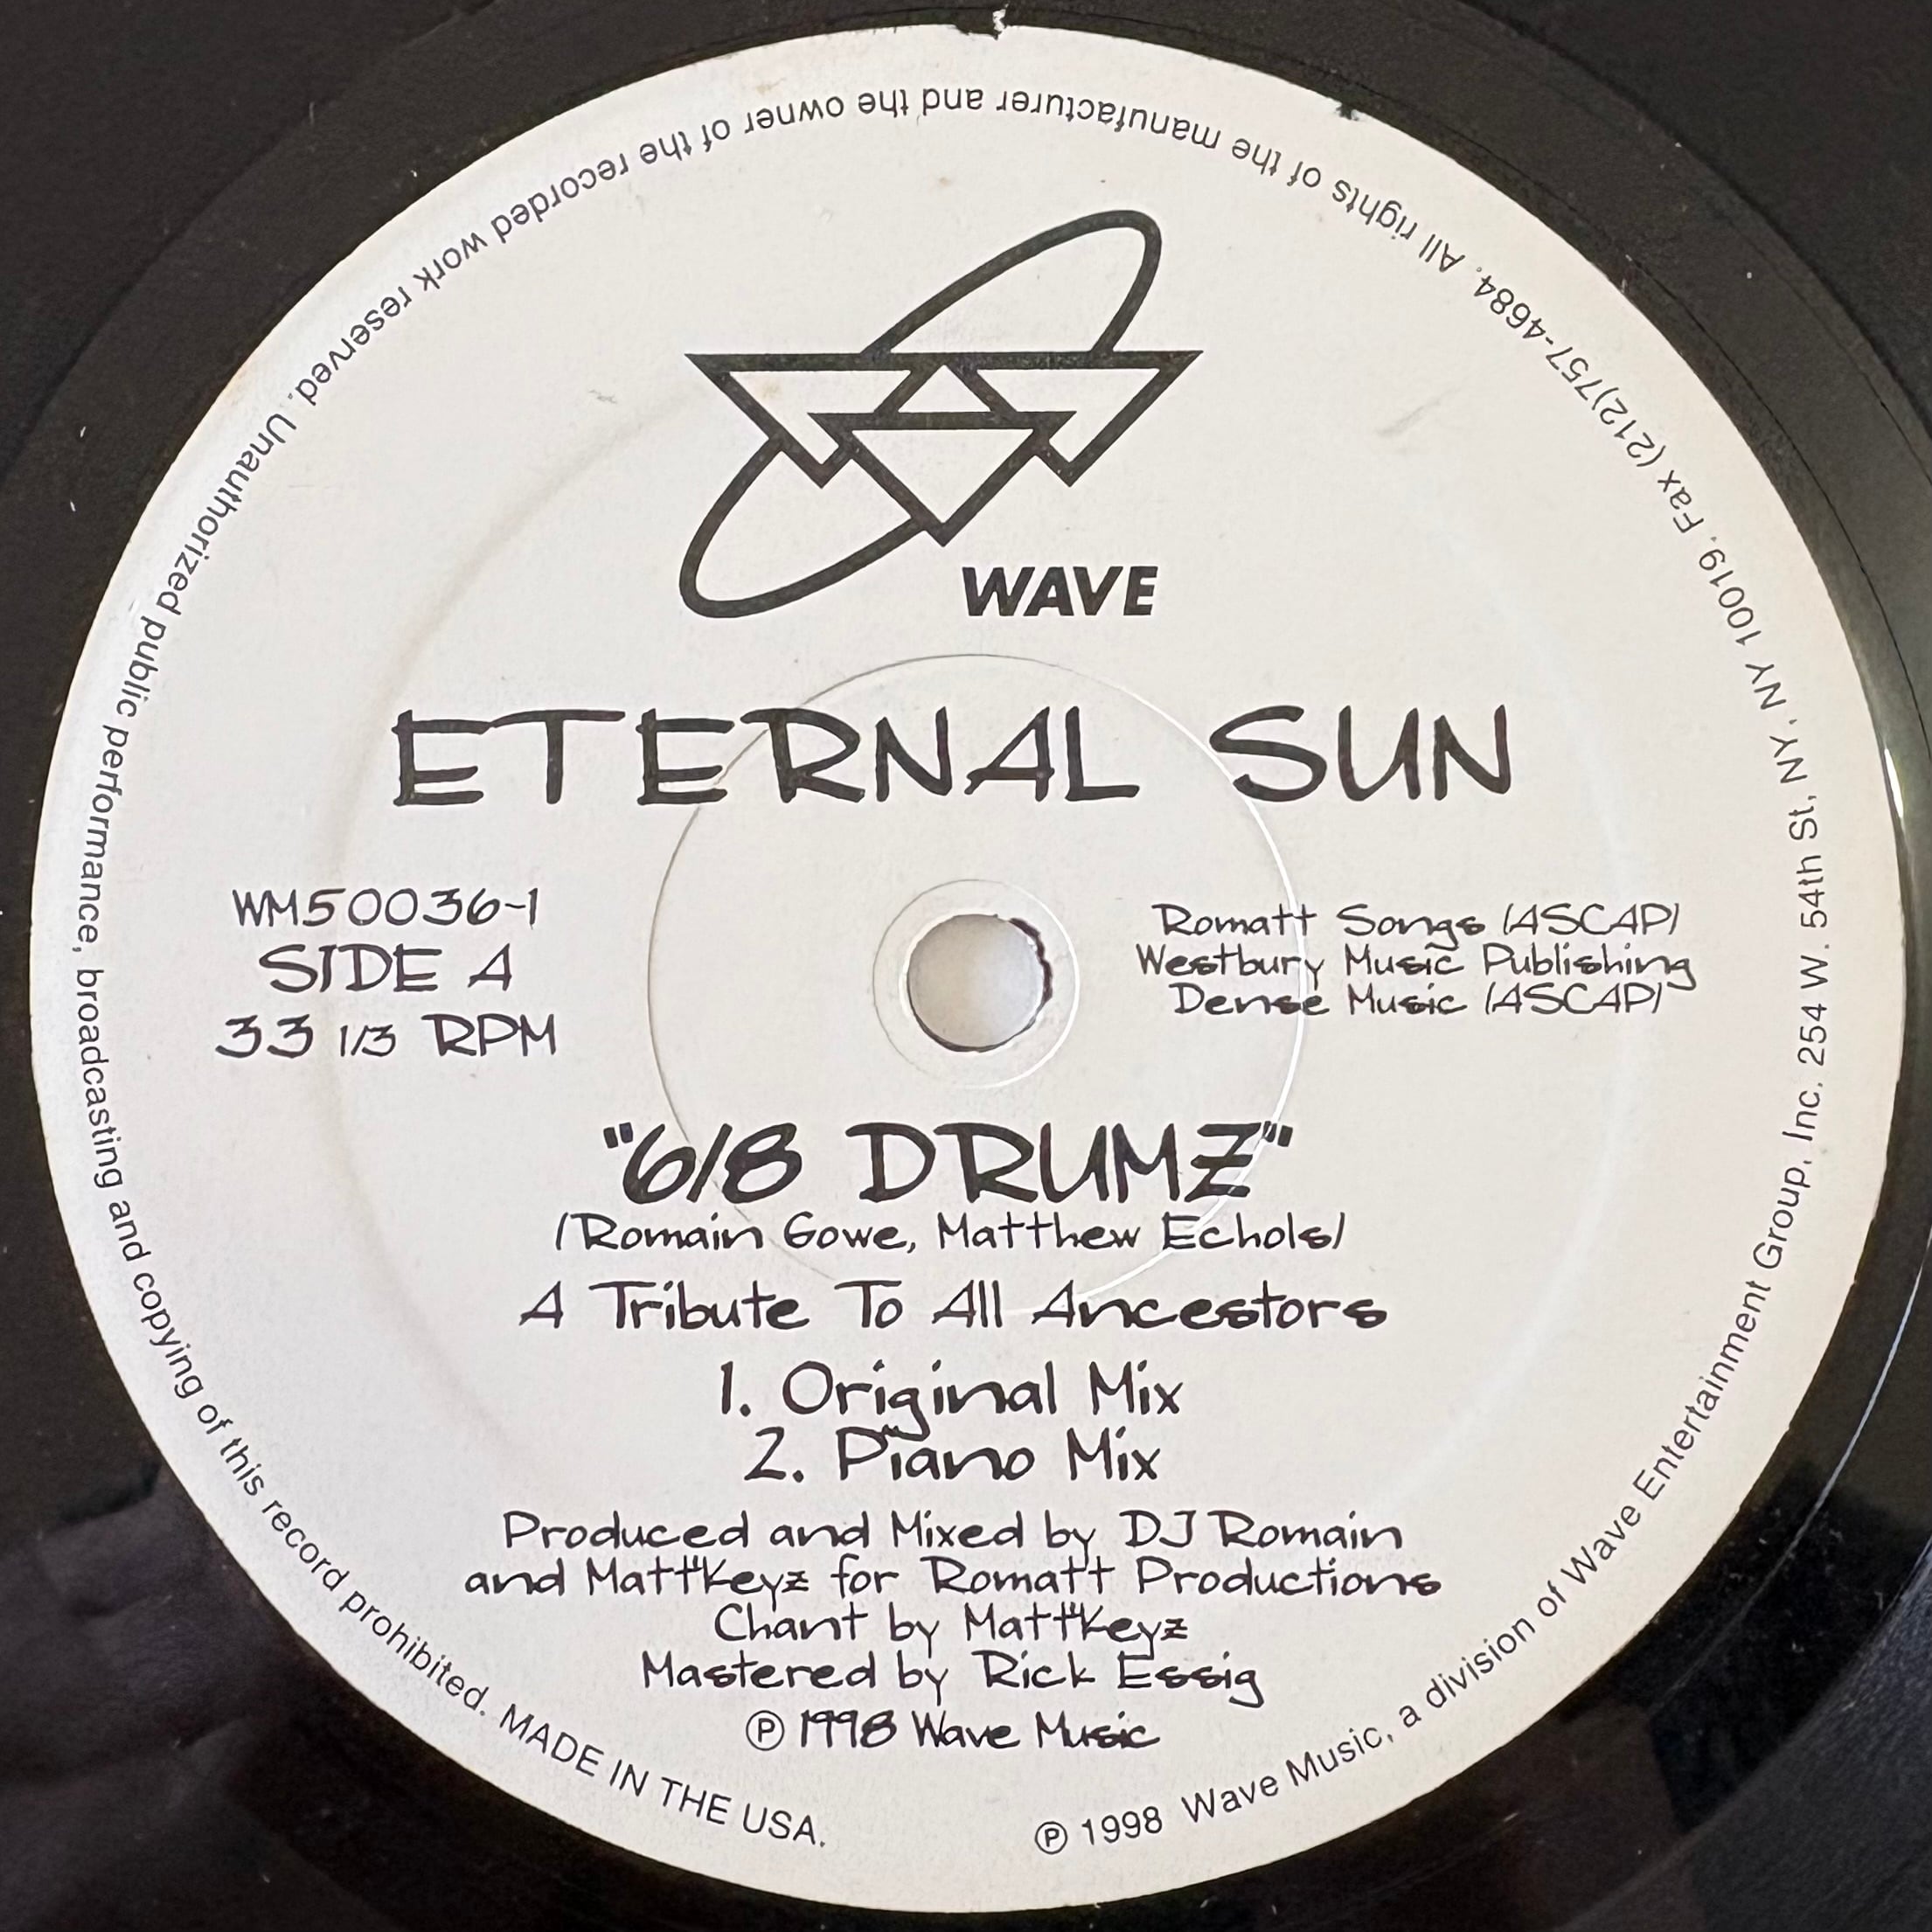 WAVE
ETERNAL SUN
WM50036-1
SIDE A
33 1/3 RPM
Romatt Songs (ASCAP)
Westbury Music Publishing
Dense Music (ASCAP)
"6/8 DRUMZ"
(Romain Gowe, Matthew Echols)
A Tribute To All Ancestors
1. Original Mix
2. Piano Mix
Produced and Mixed by DJ Romain
and Matt"Keyz for Romatt Productions
Chant by Matt"Keyz
Mastered by Rick Essig
℗ 1998 Wave Music
℗ 1998 Wave Music, a division of Wave Entertainment Group, Inc. 254 W. 54th St, NY, NY 10019. Fax (212)757-4684. All rights of the manufacturer and the owner of the recorded work reserved. Unauthorized public performance, broadcasting and copying of this record prohibited. MADE IN THE USA.